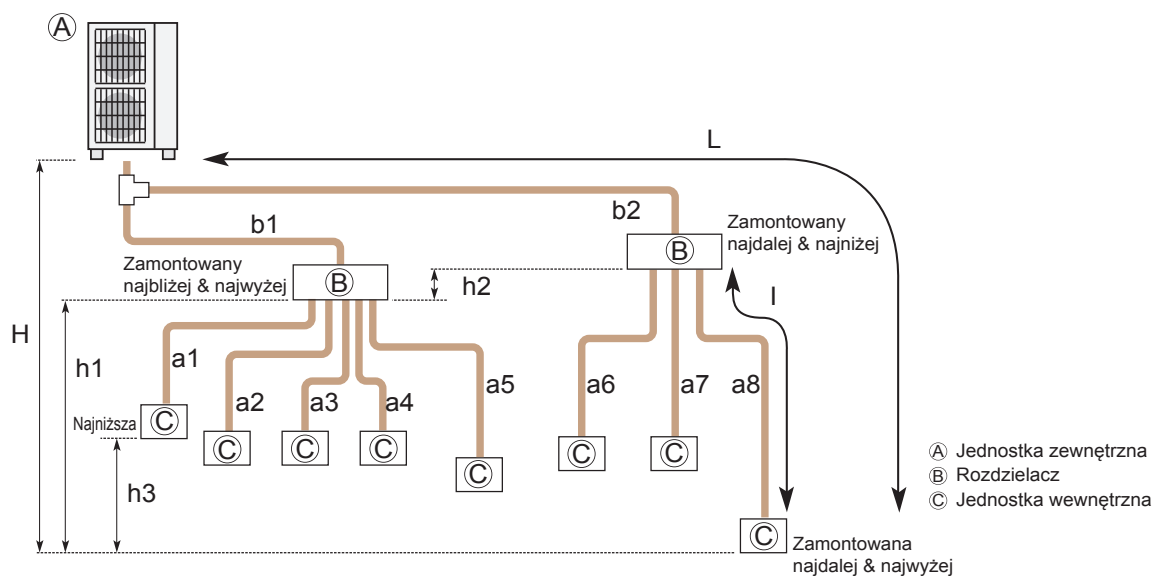 A
L
b1
b2
Zamontowany
najdalej & najniżej
B
Zamontowany
najbliżej & najwyżej
B
h2
I
H
h1
a1
a2
a3
a4
a5
a6
a7
a8
Najniższa
C
C
C
C
C
C
C
h3
A Jednostka zewnętrzna
B Rozdzielacz
C Jednostka wewnętrzna
C
Zamontowana
najdalej & najwyżej